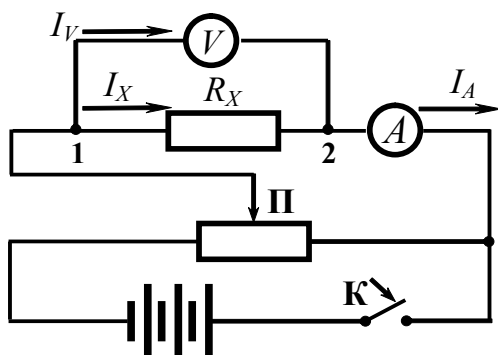 I_V
V
I_X R_X I_A
1 2 A
П
К